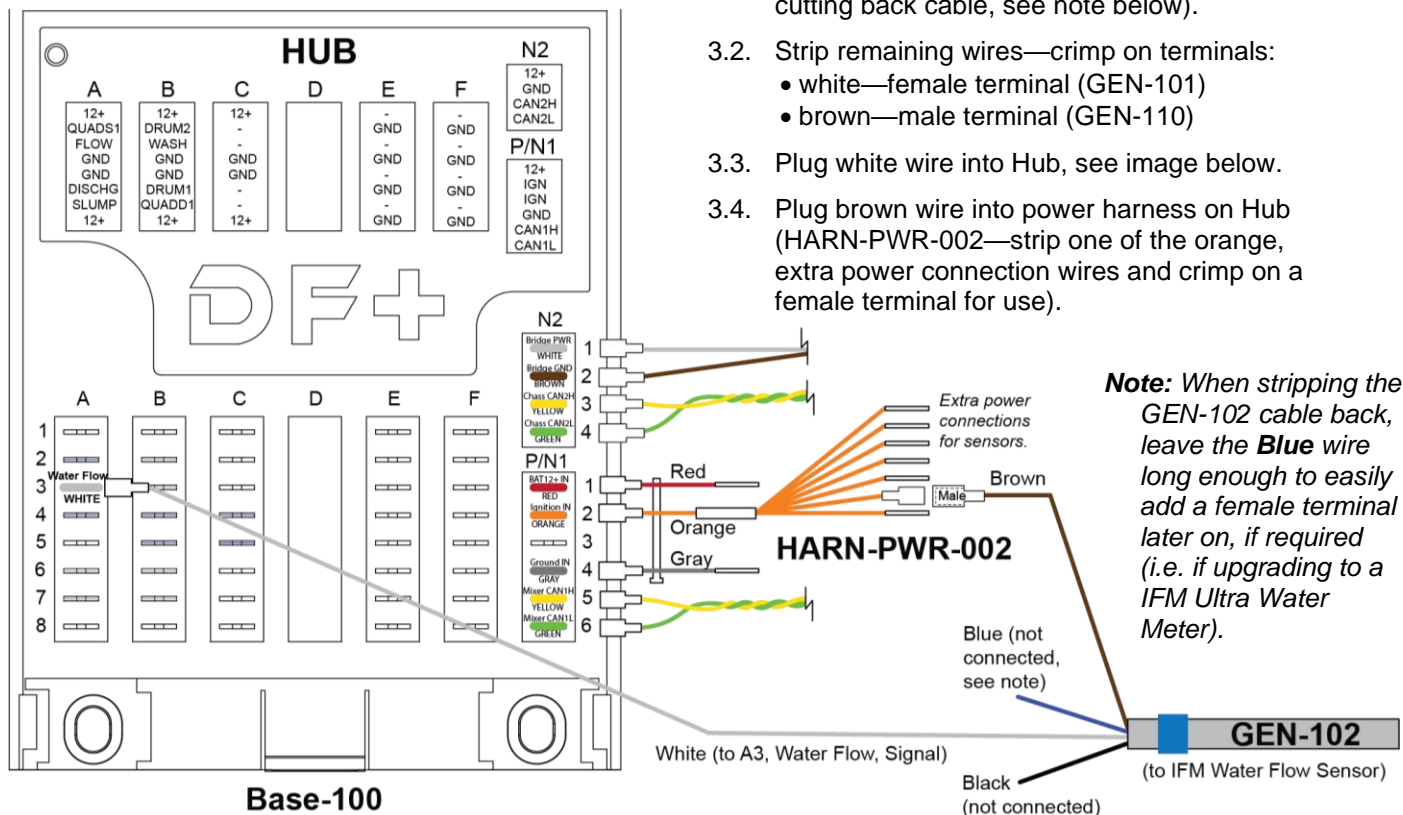 cutting back cable, see note below).
3.2. Strip remaining wires—crimp on terminals:
• white—female terminal (GEN-101)
• brown—male terminal (GEN-110)
3.3. Plug white wire into Hub, see image below.
3.4. Plug brown wire into power harness on Hub
(HARN-PWR-002—strip one of the orange,
extra power connection wires and crimp on a
female terminal for use).
HUB
A
12+
QUADS1
FLOW
GND
GND
DISCHG
SLUMP
12+
B
12+
DRUM2
WASH
GND
GND
DRUM1
QUADD1
12+
C
12+
-
-
GND
GND
-
-
12+
D
E
-
GND
-
GND
-
GND
-
GND
F
-
GND
-
GND
-
GND
-
GND
N2
12+
GND
CAN2H
CAN2L
P/N1
12+
IGN
IGN
GND
CAN1H
CAN1L
DF+
A B C D E F
1
2
3
4
5
6
7
8
Water Flow
WHITE
N2
Bridge PWR
WHITE
1
Bridge GND
BROWN
2
Chass CAN2H
YELLOW
3
Chass CAN2L
GREEN
4
P/N1
BAT12+ IN
RED
1
Ignition IN
ORANGE
2
3
Ground IN
GRAY
4
Mixer CAN1H
YELLOW
5
Mixer CAN1L
GREEN
6
Red
Orange
Gray
Extra power
connections
for sensors.
Male
Brown
HARN-PWR-002
Note: When stripping the
GEN-102 cable back,
leave the Blue wire
long enough to easily
add a female terminal
later on, if required
(i.e. if upgrading to a
IFM Ultra Water
Meter).
Blue (not
connected,
see note)
White (to A3, Water Flow, Signal)
Black
(not connected)
GEN-102
(to IFM Water Flow Sensor)
Base-100